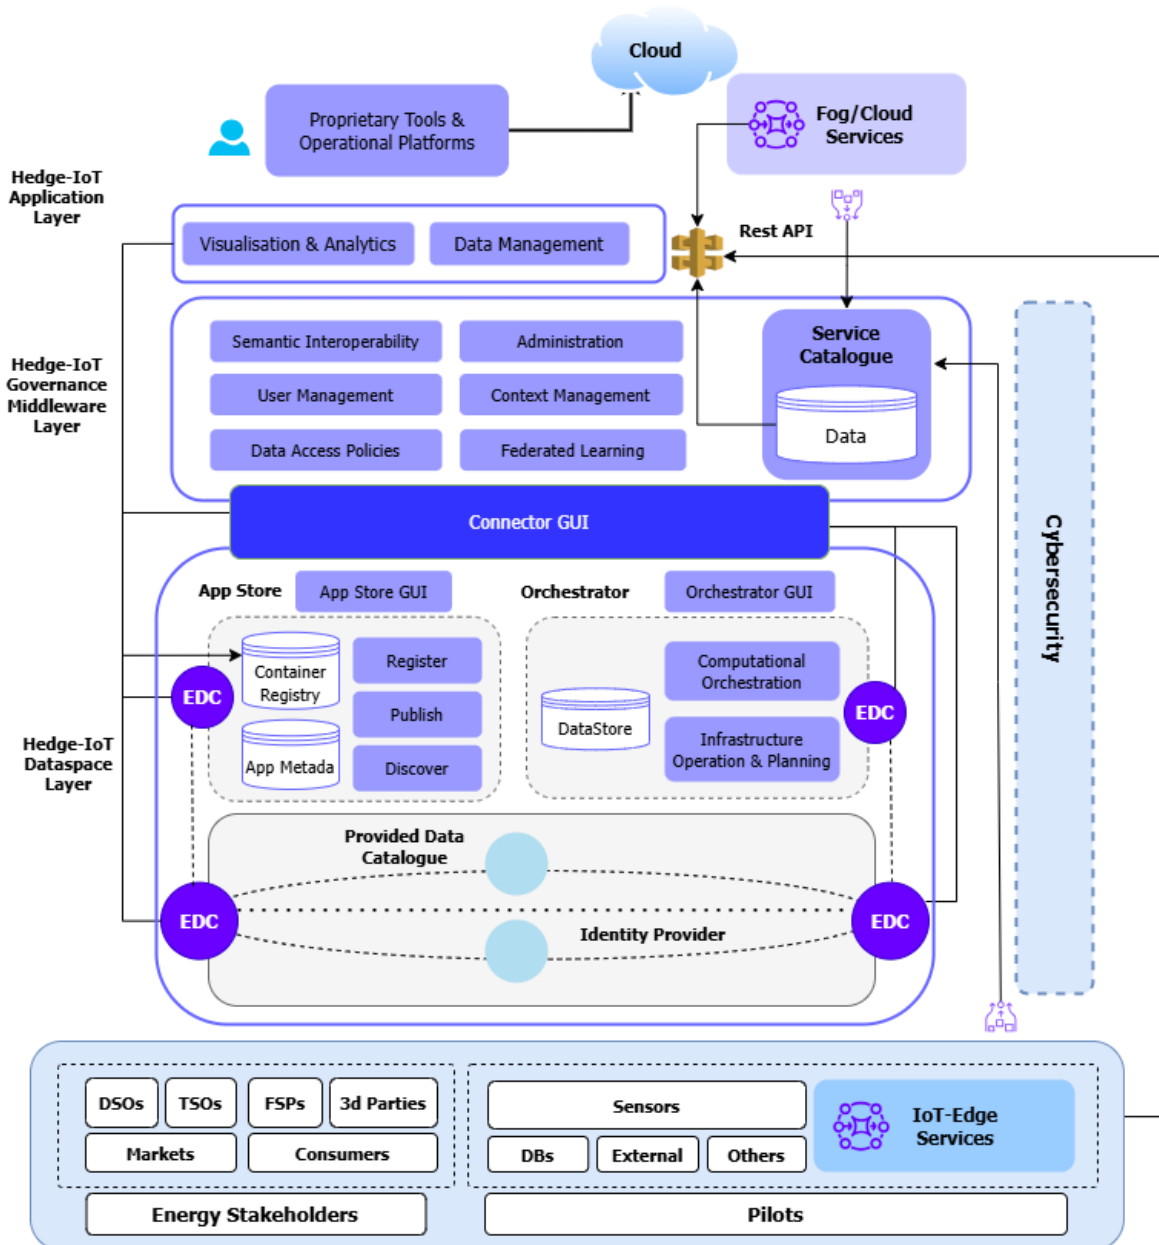 Cloud
Proprietary Tools &
Operational Platforms
Fog/Cloud
Services
Hedge-IoT
Application
Layer
Visualisation & Analytics
Data Management
Rest API
Hedge-IoT
Governance
Middleware
Layer
Semantic Interoperability
Administration
User Management
Context Management
Data Access Policies
Federated Learning
Service
Catalogue
Data
Cybersecurity
Connector GUI
App Store
App Store GUI
Orchestrator
Orchestrator GUI
Container
Registry
Register
Publish
Discover
App Metada
EDC
DataStore
Computational
Orchestration
Infrastructure
Operation & Planning
EDC
Hedge-IoT
Dataspace
Layer
Provided Data
Catalogue
EDC
EDC
Identity Provider
DSOs
TSOs
FSPs
3d Parties
Markets
Consumers
Energy Stakeholders
Sensors
DBs
External
Others
IoT-Edge
Services
Pilots